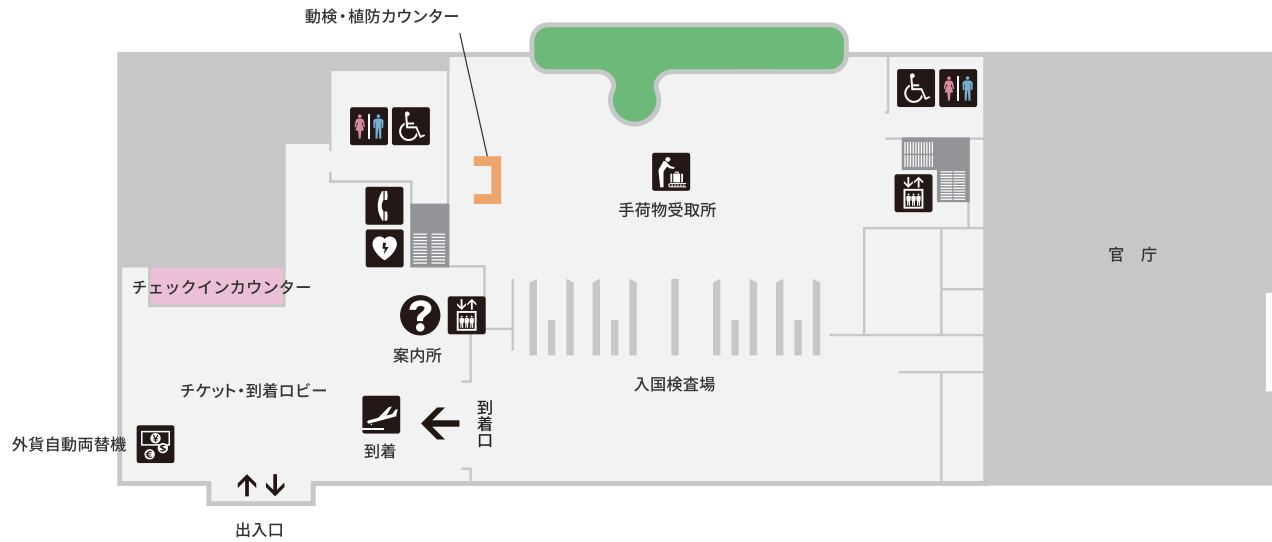 動検・植防カウンター
手荷物受取所
官 庁
チェックインカウンター
?
案内所
チケット・到着ロビー
入国検査場
到着口
到着
外貨自動両替機
¥
$
€
出入口